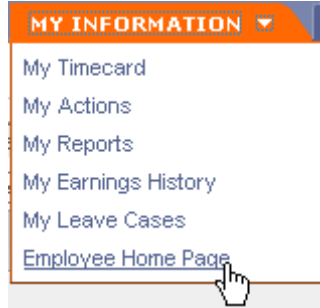 MY INFORMATION
My Timecard
My Actions
My Reports
My Earnings History
My Leave Cases
Employee Home Page